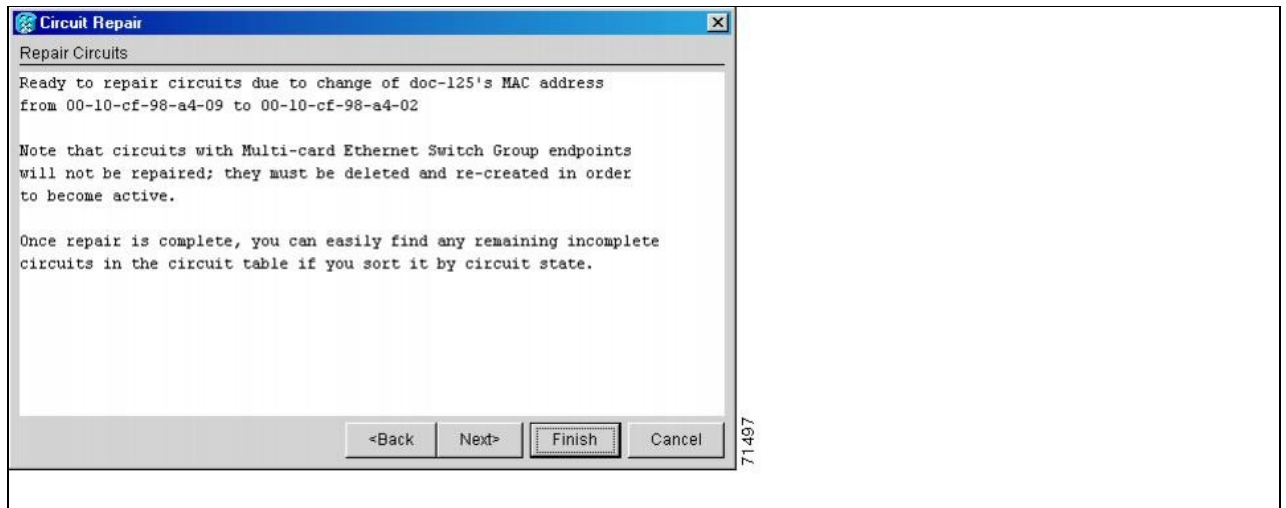 Circuit Repair
Repair Circuits
Ready to repair circuits due to change of doc-125's MAC address
from 00-10-cf-98-a4-09 to 00-10-cf-98-a4-02
Note that circuits with Multi-card Ethernet Switch Group endpoints
will not be repaired; they must be deleted and re-created in order
to become active.
Once repair is complete, you can easily find any remaining incomplete
circuits in the circuit table if you sort it by circuit state.
<Back Next> Finish Cancel
71497